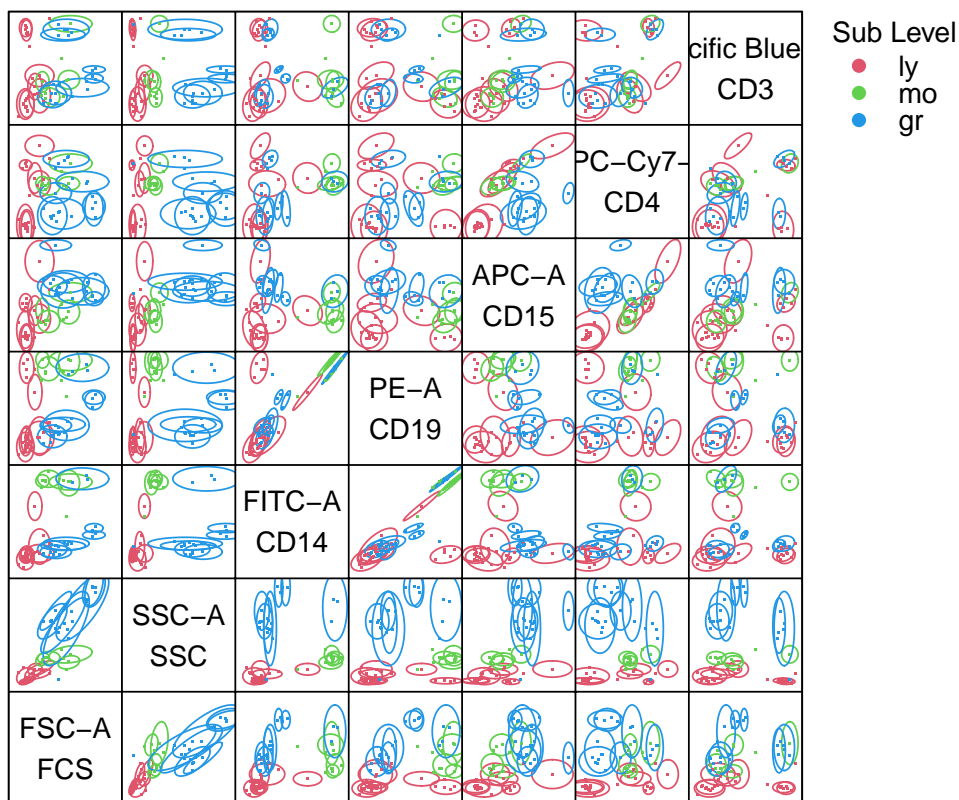 Sub Level
ly
mo
gr
cific Blue
CD3
PC−Cy7−
CD4
APC−A
CD15
PE−A
CD19
FITC−A
CD14
SSC−A
SSC
FSC−A
FCS